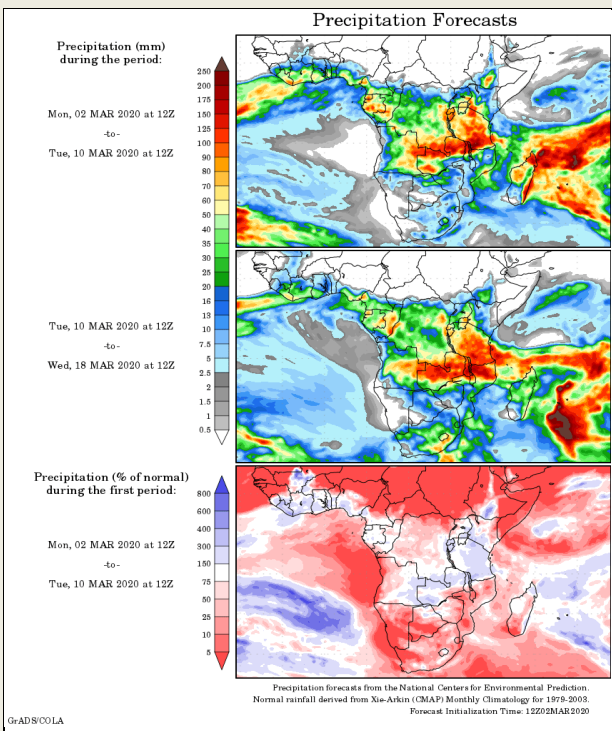 Precipitation Forecasts
Precipitation (mm)
during the period:
Mon, 02 MAR 2020 at 12Z
-to-
Tue, 10 MAR 2020 at 12Z
250
200
175
150
125
100
90
80
70
60
50
40
35
30
25
20
16
13
10
7.5
5
2.5
2
1.5
1
0.5
Tue, 10 MAR 2020 at 12Z
-to-
Wed, 18 MAR 2020 at 12Z
Precipitation (% of normal)
during the first period:
Mon, 02 MAR 2020 at 12Z
-to-
Tue, 10 MAR 2020 at 12Z
800
600
400
300
150
75
50
25
10
5
Precipitation forecasts from the National Centers for Environmental Prediction.
Normal rainfall derived from Xie-Arkin (CMAP) Monthly Climatology for 1979-2003.
Forecast Initialization Time: 12Z02MAR2020
GrADS/COLA